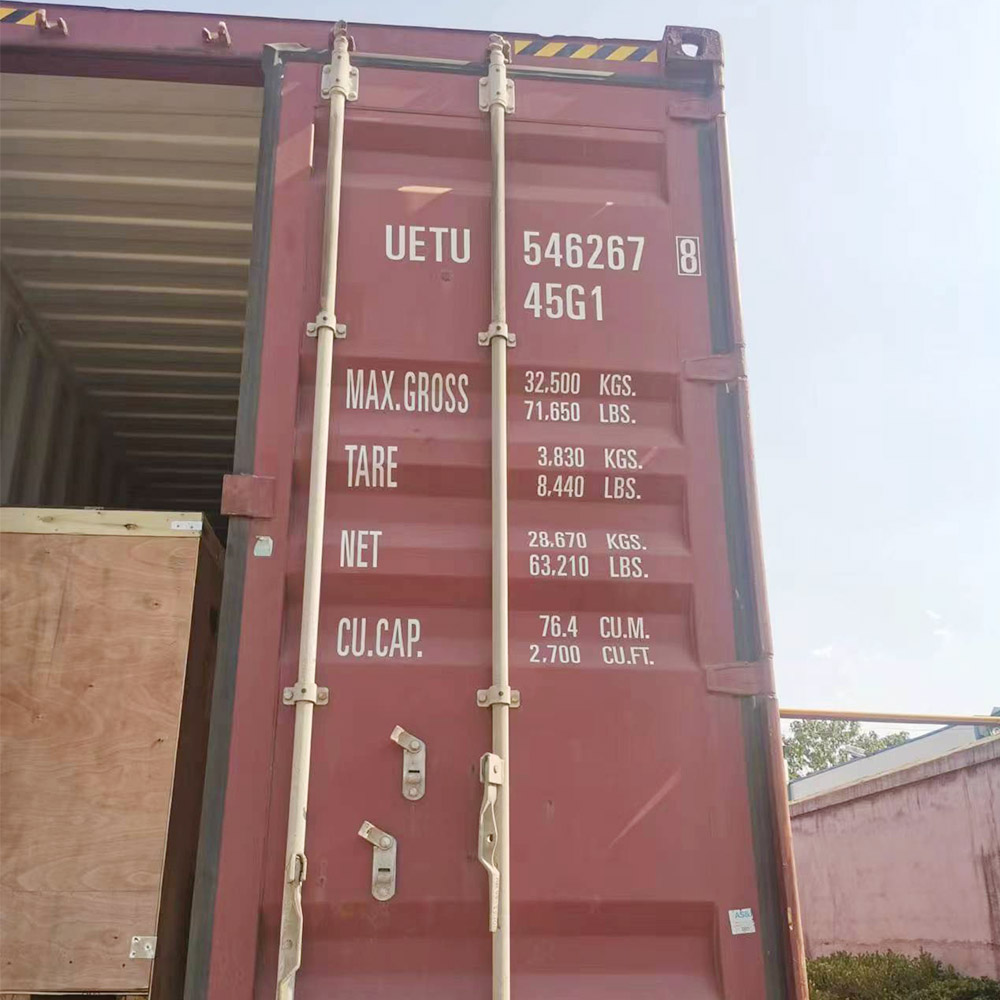 UETU 546267 8
45G1
MAX.GROSS 32,500 KGS.
71,650 LBS.
TARE 3,830 KGS.
8,440 LBS.
NET 28,670 KGS.
63,210 LBS.
CU.CAP. 76.4 CU.M.
2,700 CU.FT.